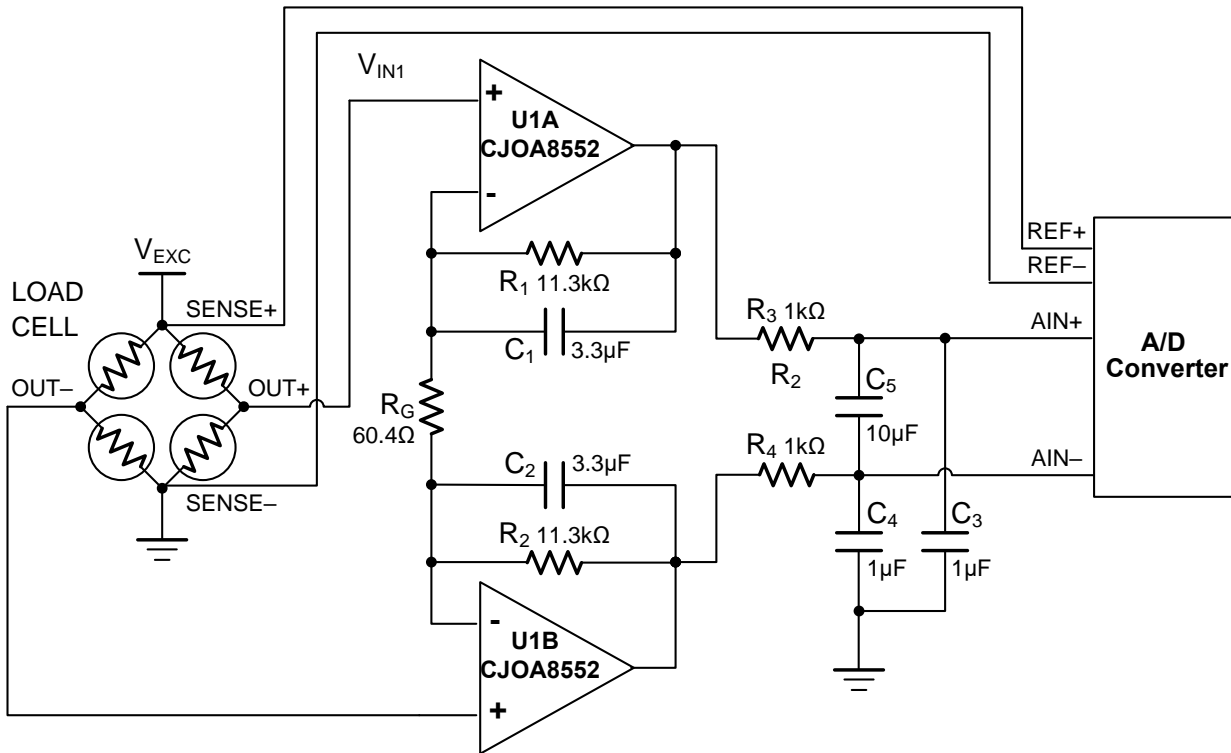 V_IN1
+
U1A
CJOA8552
-
V_EXC
LOAD
CELL
SENSE+
OUT–
OUT+
SENSE–
R_1 11.3kΩ
C_1 3.3µF
R_G
60.4Ω
C_2 3.3µF
R_2 11.3kΩ
-
U1B
CJOA8552
+
R_3 1kΩ
R_2
R_4 1kΩ
C_5
10µF
C_4
1µF
C_3
1µF
REF+
REF–
AIN+
AIN–
A/D
Converter